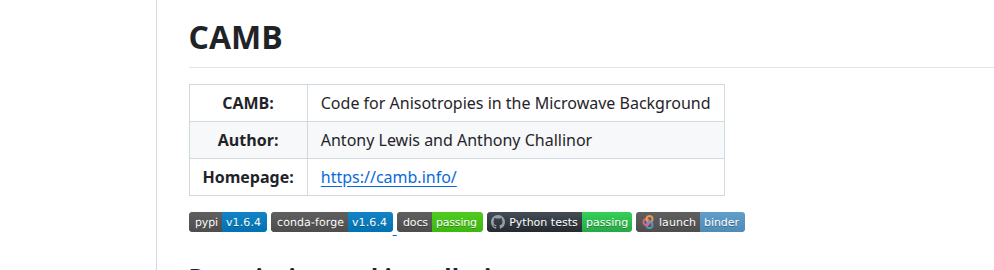 CAMB
CAMB: Code for Anisotropies in the Microwave Background
Author: Antony Lewis and Anthony Challinor
Homepage: https://camb.info/
pypi v1.6.4 conda-forge v1.6.4 docs passing Python tests passing launch binder